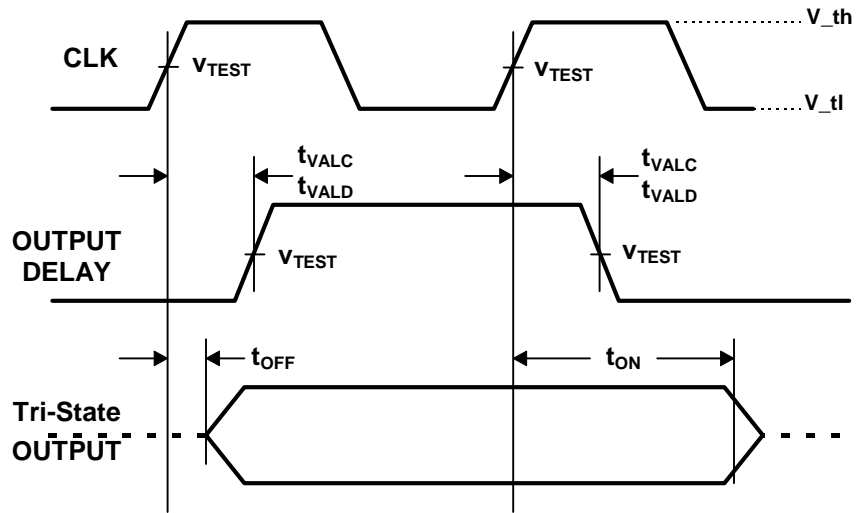 V_th
CLK
vTEST
vTEST
V_tl
tVALC
tVALD
tVALC
tVALD
OUTPUT
DELAY
vTEST
vTEST
tOFF
tON
Tri-State
OUTPUT